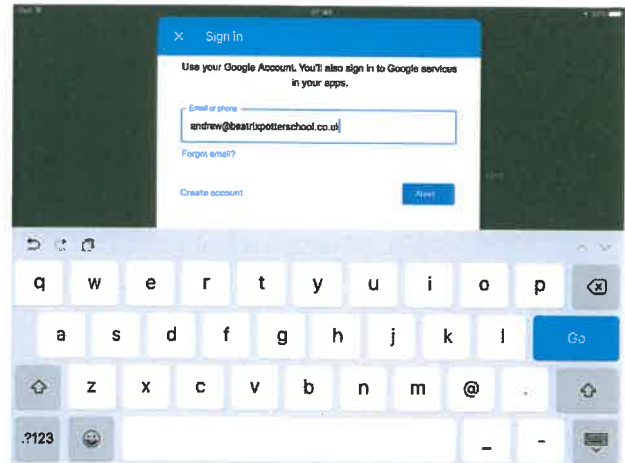 Sign in
Use your Google Account. You'll also sign in to Google services
in your apps.
Email or phone
andrew@beatrixpotterschool.co.uk
Forgot email?
Create account
Next
q w e r t y u i o p
a s d f g h j k l Go
z x c v b n m @ .
.?123 _ -